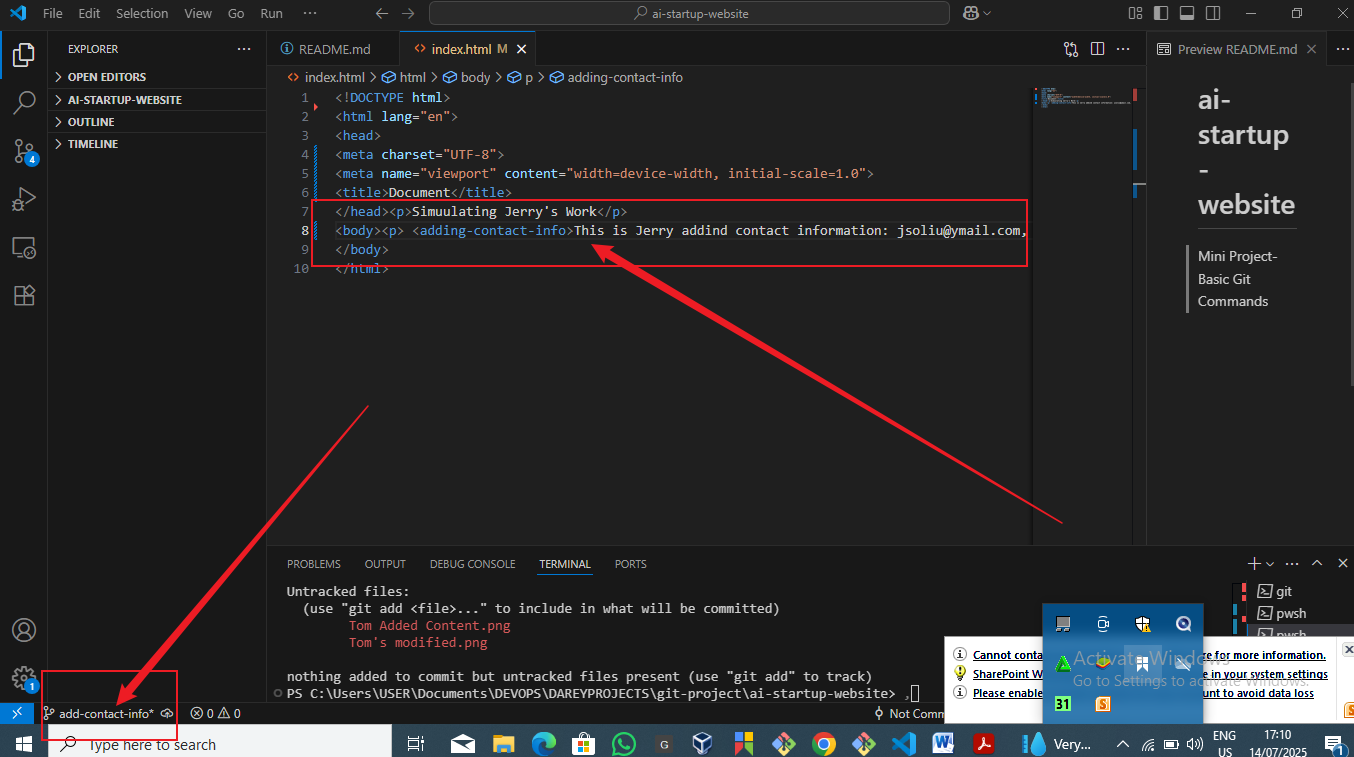 File Edit Selection View Go Run ···
ai-startup-website
EXPLORER
OPEN EDITORS
AI-STARTUP-WEBSITE
OUTLINE
TIMELINE
4
1
README.md
index.html M
index.html > html > body > p > adding-contact-info
1 <!DOCTYPE html>
2 <html lang="en">
3 <head>
4 <meta charset="UTF-8">
5 <meta name="viewport" content="width=device-width, initial-scale=1.0">
6 <title>Document</title>
7 </head><p>Simuulating Jerry's Work</p>
8 <body><p> <adding-contact-info>This is Jerry addind contact information: jsoliu@ymail.com,
9 </body>
10 </html>
Preview README.md
ai-
startup
-
website
Mini Project-
Basic Git
Commands
PROBLEMS OUTPUT DEBUG CONSOLE TERMINAL PORTS
Untracked files:
(use "git add <file>..." to include in what will be committed)
Tom Added Content.png
Tom's modified.png
nothing added to commit but untracked files present (use "git add" to track)
PS C:\Users\USER\Documents\DEVOPS\DAREYPROJECTS\git-project\ai-startup-website> ,
git
pwsh
pwsh
Cannot conta
re for more information.
SharePoint W
e in your system settings
Please enable
unt to avoid data loss
Activate Windows
Go to Settings to activate Windows.
31
add-contact-info*
0 0
Not Comm
Type here to search
Very...
ENG
US
17:10
14/07/2025
1